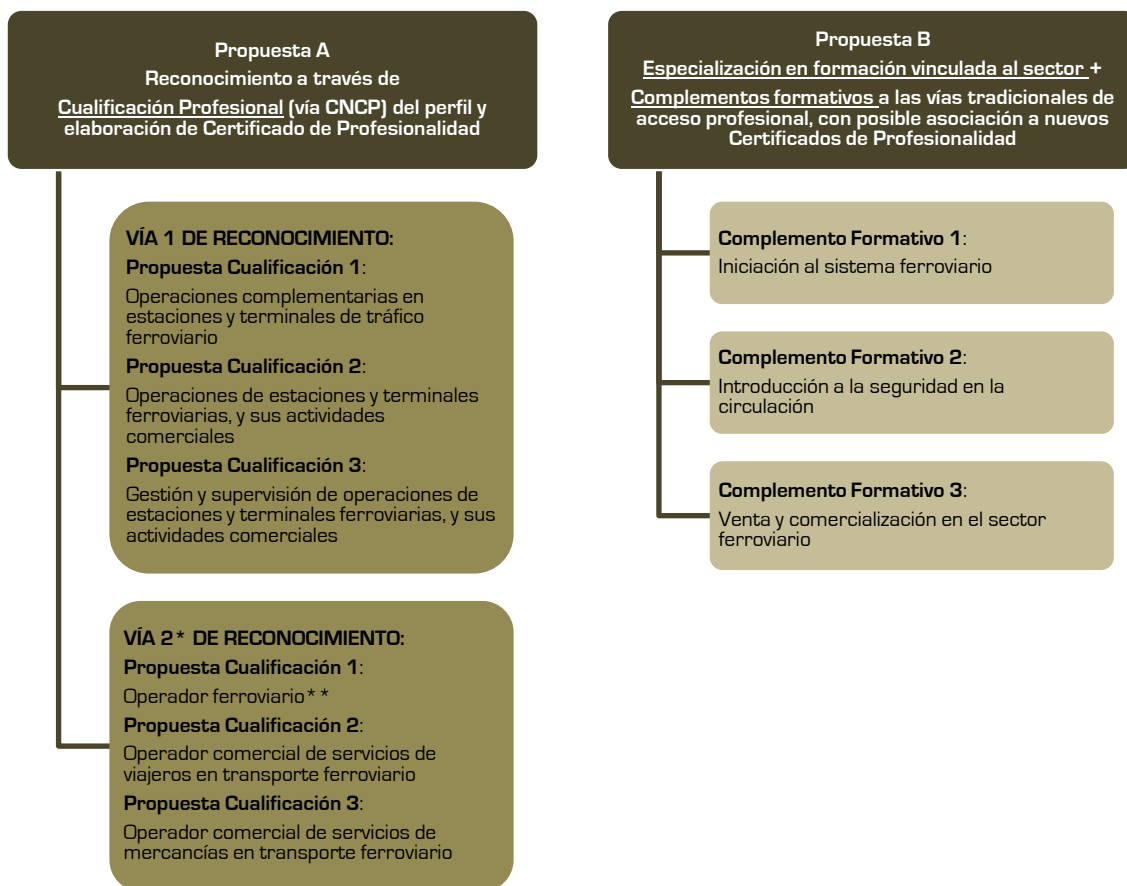 Propuesta A
Reconocimiento a través de
Cualificación Profesional (vía CNCP) del perfil y
elaboración de Certificado de Profesionalidad
VÍA 1 DE RECONOCIMIENTO:
Propuesta Cualificación 1:
Operaciones complementarias en
estaciones y terminales de tráfico
ferroviario
Propuesta Cualificación 2:
Operaciones de estaciones y terminales
ferroviarias, y sus actividades
comerciales
Propuesta Cualificación 3:
Gestión y supervisión de operaciones de
estaciones y terminales ferroviarias, y sus
actividades comerciales
VÍA 2* DE RECONOCIMIENTO:
Propuesta Cualificación 1:
Operador ferroviario**
Propuesta Cualificación 2:
Operador comercial de servicios de
viajeros en transporte ferroviario
Propuesta Cualificación 3:
Operador comercial de servicios de
mercancías en transporte ferroviario
Propuesta B
Especialización en formación vinculada al sector +
Complementos formativos a las vías tradicionales de
acceso profesional, con posible asociación a nuevos
Certificados de Profesionalidad
Complemento Formativo 1:
Iniciación al sistema ferroviario
Complemento Formativo 2:
Introducción a la seguridad en la
circulación
Complemento Formativo 3:
Venta y comercialización en el sector
ferroviario